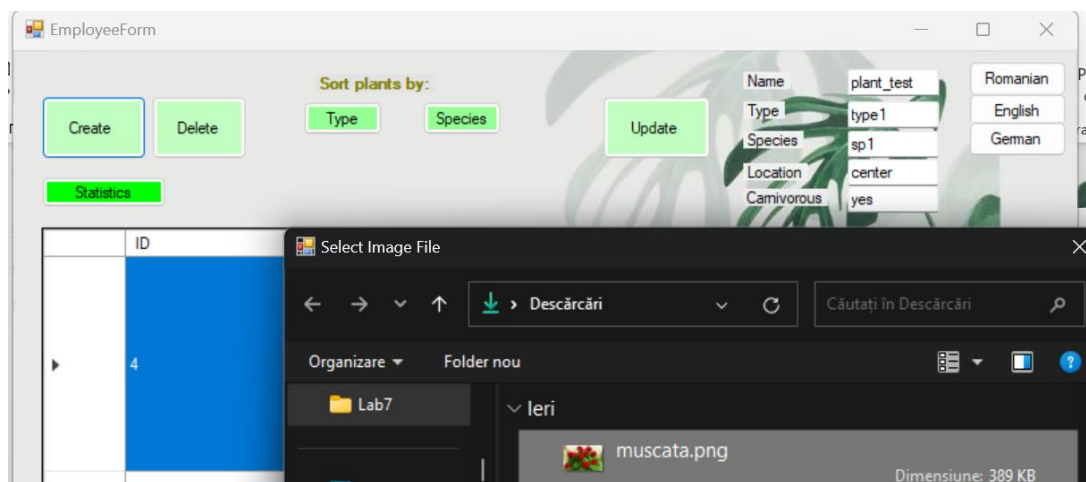 EmployeeForm
Sort plants by:
Create
Delete
Type
Species
Update
Statistics
Name
plant_test
Type
type1
Species
sp1
Location
center
Carnivorous
yes
Romanian
English
German
ID
4
Select Image File
Descărcări
Căutați în Descărcări
Organizare
Folder nou
Lab7
Ieri
muscata.png
Dimensiune: 389 KB